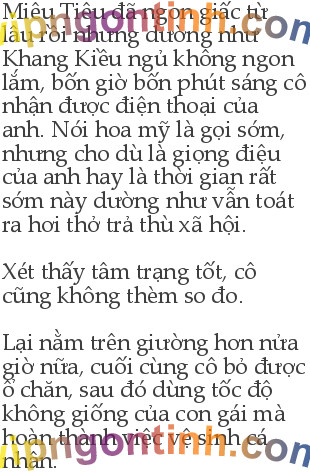 Miêu Tiêu đã ngon giấc từ
lâu rồi nhưng dường như
Khang Kiều ngủ không ngon
lắm, bốn giờ bốn phút sáng cô
nhận được điện thoại của
anh. Nói hoa mỹ là gọi sớm,
nhưng cho dù là giọng điệu
của anh hay là thời gian rất
sớm này dường như vẫn toát
ra hơi thở trả thù xã hội.
Xét thấy tâm trạng tốt, cô
cũng không thèm so đo.
Lại nằm trên giường hơn nửa
giờ nữa, cuối cùng cô bỏ được
ổ chăn, sau đó dùng tốc độ
không giống của con gái mà
hoàn thành việc vệ sinh cá
nhân.
vipngontinh.com
vipngontinh.com